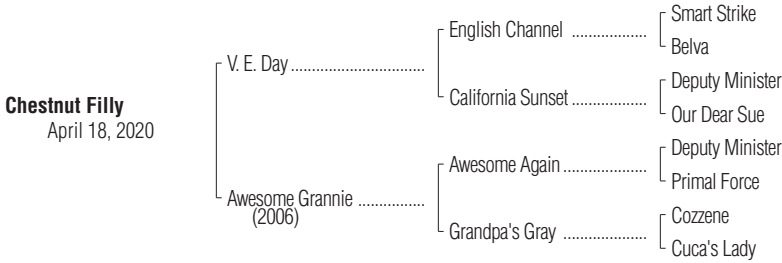 Smart Strike
English Channel ...................
Belva
V. E. Day .................................
Deputy Minister
California Sunset ....................
Our Dear Sue
Chestnut Filly
April 18, 2020
Deputy Minister
Awesome Again ......................
Primal Force
Awesome Grannie ................
(2006)
Cozzene
Grandpa's Gray .....................
Cuca's Lady